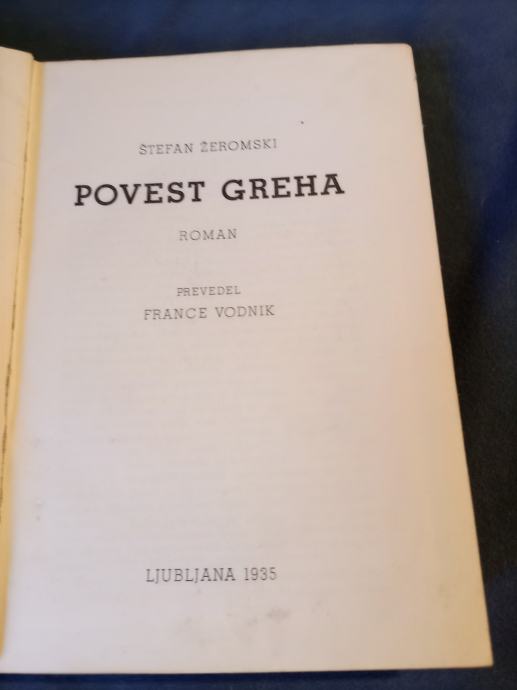 ŠTEFAN ŽEROMSKI
POVEST GREHA
ROMAN
PREVEDEL
FRANCE VODNIK
LJUBLJANA 1935